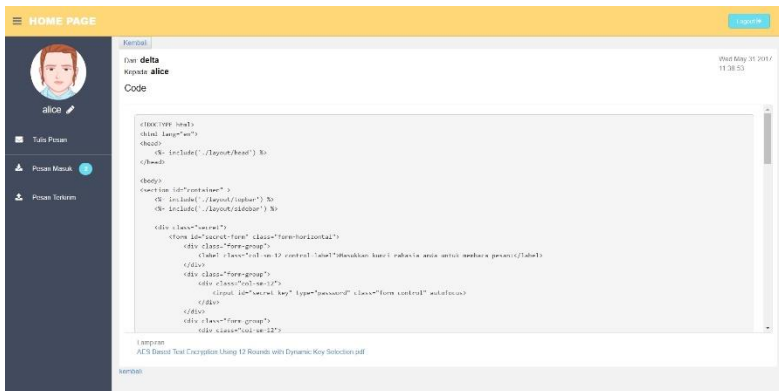 HOME PAGE
Logout
Kembali
Dari: delta
Kepada: alice
Wed May 31 2017
11:38:53
Code
alice
Tulis Pesan
Pesan Masuk
Pesan Terkirim
<!DOCTYPE html>
<html lang="en">
<head>
<%- include('./layout/head') %>
</head>
<body>
<section id="container" >
<%- include('./layout/topbar') %>
<%- include('./layout/sidebar') %>
<div class="secret">
<form id="secret-form" class="form-horizontal">
<div class="form-group">
<label class="col-sm-12 control-label">Masukkan kunci rahasia anda untuk membaca pesan:</label>
</div>
<div class="form-group">
<div class="col-sm-12">
<input id="secret-key" type="password" class="form-control" autofocus>
</div>
</div>
<div class="form-group">
<div class="col-sm-12">
Lampiran
AES Based Text Encryption Using 12 Rounds with Dynamic Key Selection.pdf
kembali